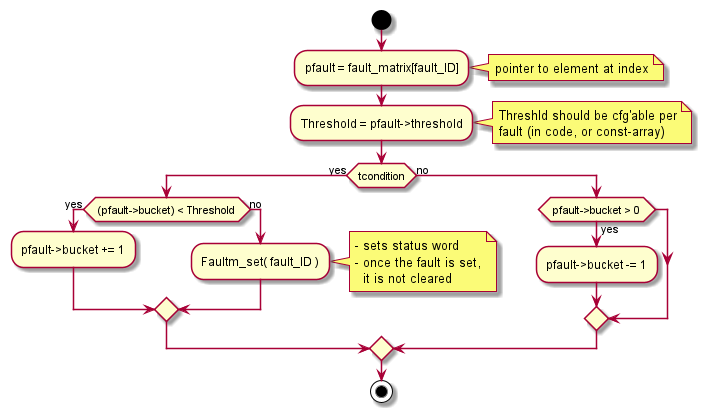 pfault = fault_matrix[fault_ID]
pointer to element at index
Threshold = pfault->threshold
Threshld should be cfg'able per
fault (in code, or const-array)
yes
tcondition
no
yes
(pfault->bucket) < Threshold
no
pfault->bucket += 1
Faultm_set( fault_ID )
- sets status word
- once the fault is set,
it is not cleared
pfault->bucket > 0
yes
pfault->bucket -= 1